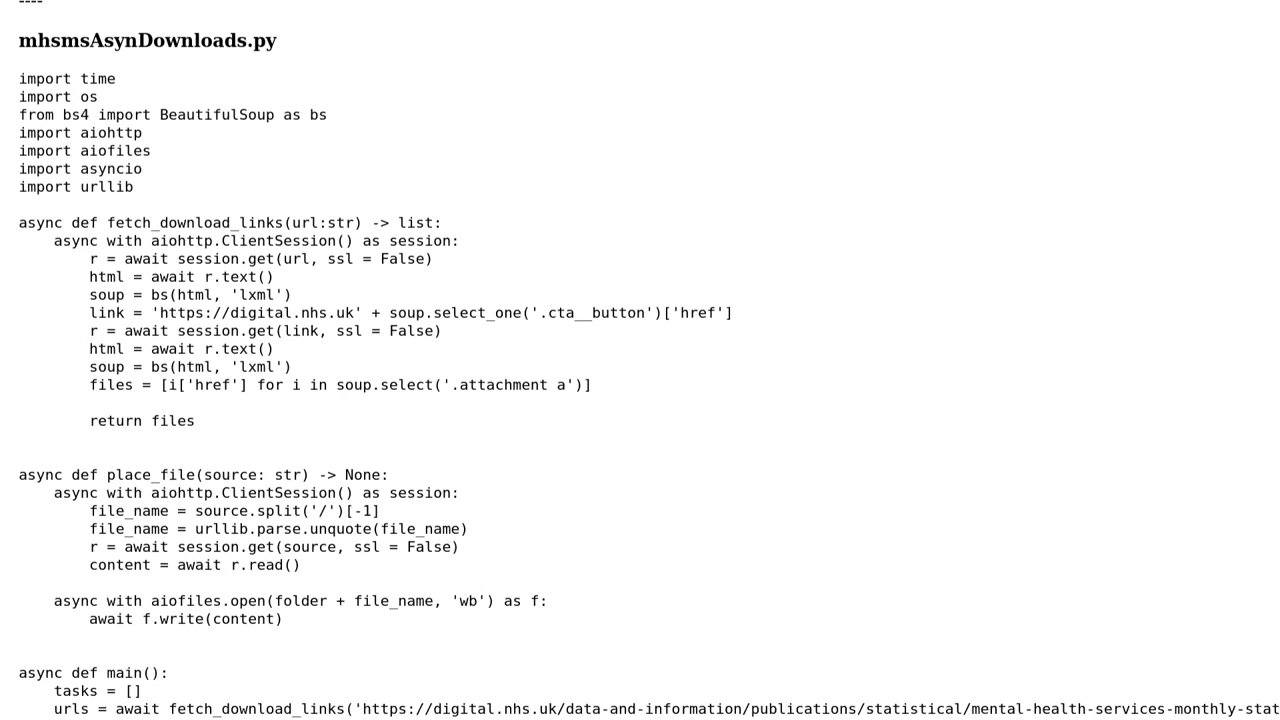 ----
mhsmsAsynDownloads.py
import time
import os
from bs4 import BeautifulSoup as bs
import aiohttp
import aiofiles
import asyncio
import urllib
async def fetch_download_links(url:str) -> list:
    async with aiohttp.ClientSession() as session:
        r = await session.get(url, ssl = False)
        html = await r.text()
        soup = bs(html, 'lxml')
        link = 'https://digital.nhs.uk' + soup.select_one('.cta__button')['href']
        r = await session.get(link, ssl = False)
        html = await r.text()
        soup = bs(html, 'lxml')
        files = [i['href'] for i in soup.select('.attachment a')]
        return files
async def place_file(source: str) -> None:
    async with aiohttp.ClientSession() as session:
        file_name = source.split('/')[-1]
        file_name = urllib.parse.unquote(file_name)
        r = await session.get(source, ssl = False)
        content = await r.read()
    async with aiofiles.open(folder + file_name, 'wb') as f:
        await f.write(content)
async def main():
    tasks = []
    urls = await fetch_download_links('https://digital.nhs.uk/data-and-information/publications/statistical/mental-health-services-monthly-stat